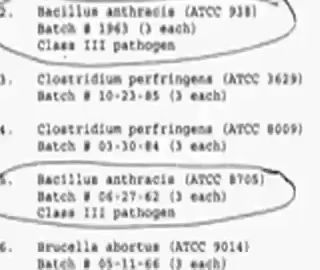 2. Bacillus anthracis (ATCC 938)
Batch # 1963 (3 each)
Class III pathogen
3. Clostridium perfringens (ATCC 3629)
Batch # 10-23-85 (3 each)
4. Clostridium perfringens (ATCC 8009)
Batch # 03-30-84 (3 each)
5. Bacillus anthracis (ATCC 8705)
Batch # 06-27-62 (3 each)
Class III pathogen
6. Brucella abortus (ATCC 9014)
Batch # 05-11-66 (3 each)